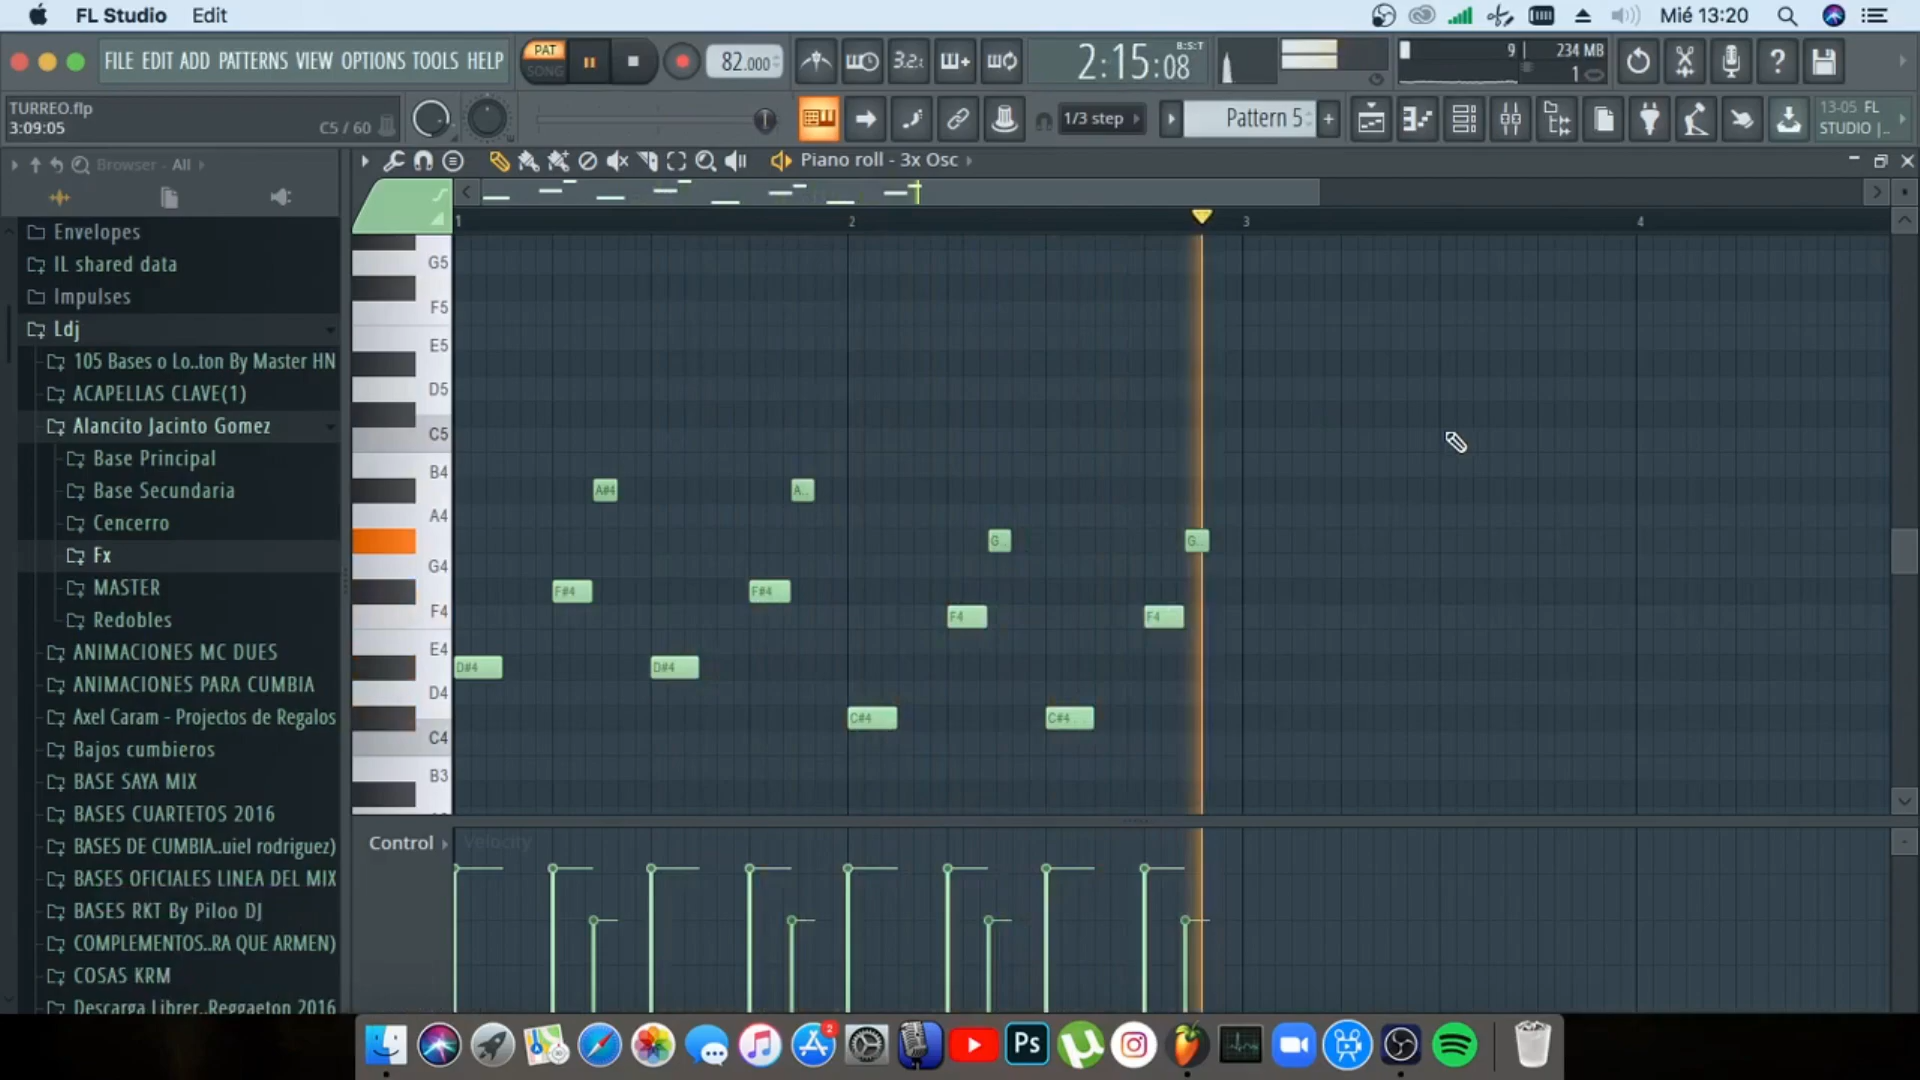 FL Studio Edit
Mié 13:20
FILE EDIT ADD PATTERNS VIEW OPTIONS TOOLS HELP
PAT
SONG
82.000
3.2.
2:15:08
B:S:T
9
234 MB
1
TURREO.flp
3:09:05
C5 / 60
1/3 step
Pattern 5
13-05 FL
STUDIO |..
Browser - All
Piano roll - 3x Osc
1
2
3
4
Envelopes
IL shared data
Impulses
Ldj
105 Bases o Lo..ton By Master HN
ACAPELLAS CLAVE(1)
Alancito Jacinto Gomez
Base Principal
Base Secundaria
Cencerro
Fx
MASTER
Redobles
ANIMACIONES MC DUES
ANIMACIONES PARA CUMBIA
Axel Caram - Projectos de Regalos
Bajos cumbieros
BASE SAYA MIX
BASES CUARTETOS 2016
BASES DE CUMBIA..uiel rodriguez)
BASES OFICIALES LINEA DEL MIX
BASES RKT By Piloo DJ
COMPLEMENTOS..RA QUE ARMEN)
COSAS KRM
Descarga Librer..Reggaeton 2016
G5
F5
E5
D5
C5
B4
A4
G4
F4
E4
D4
C4
B3
A#4
A..
G..
G..
F#4
F#4
F4
F4
D#4
D#4
C#4
C#4
Control
Velocity
2
Ps